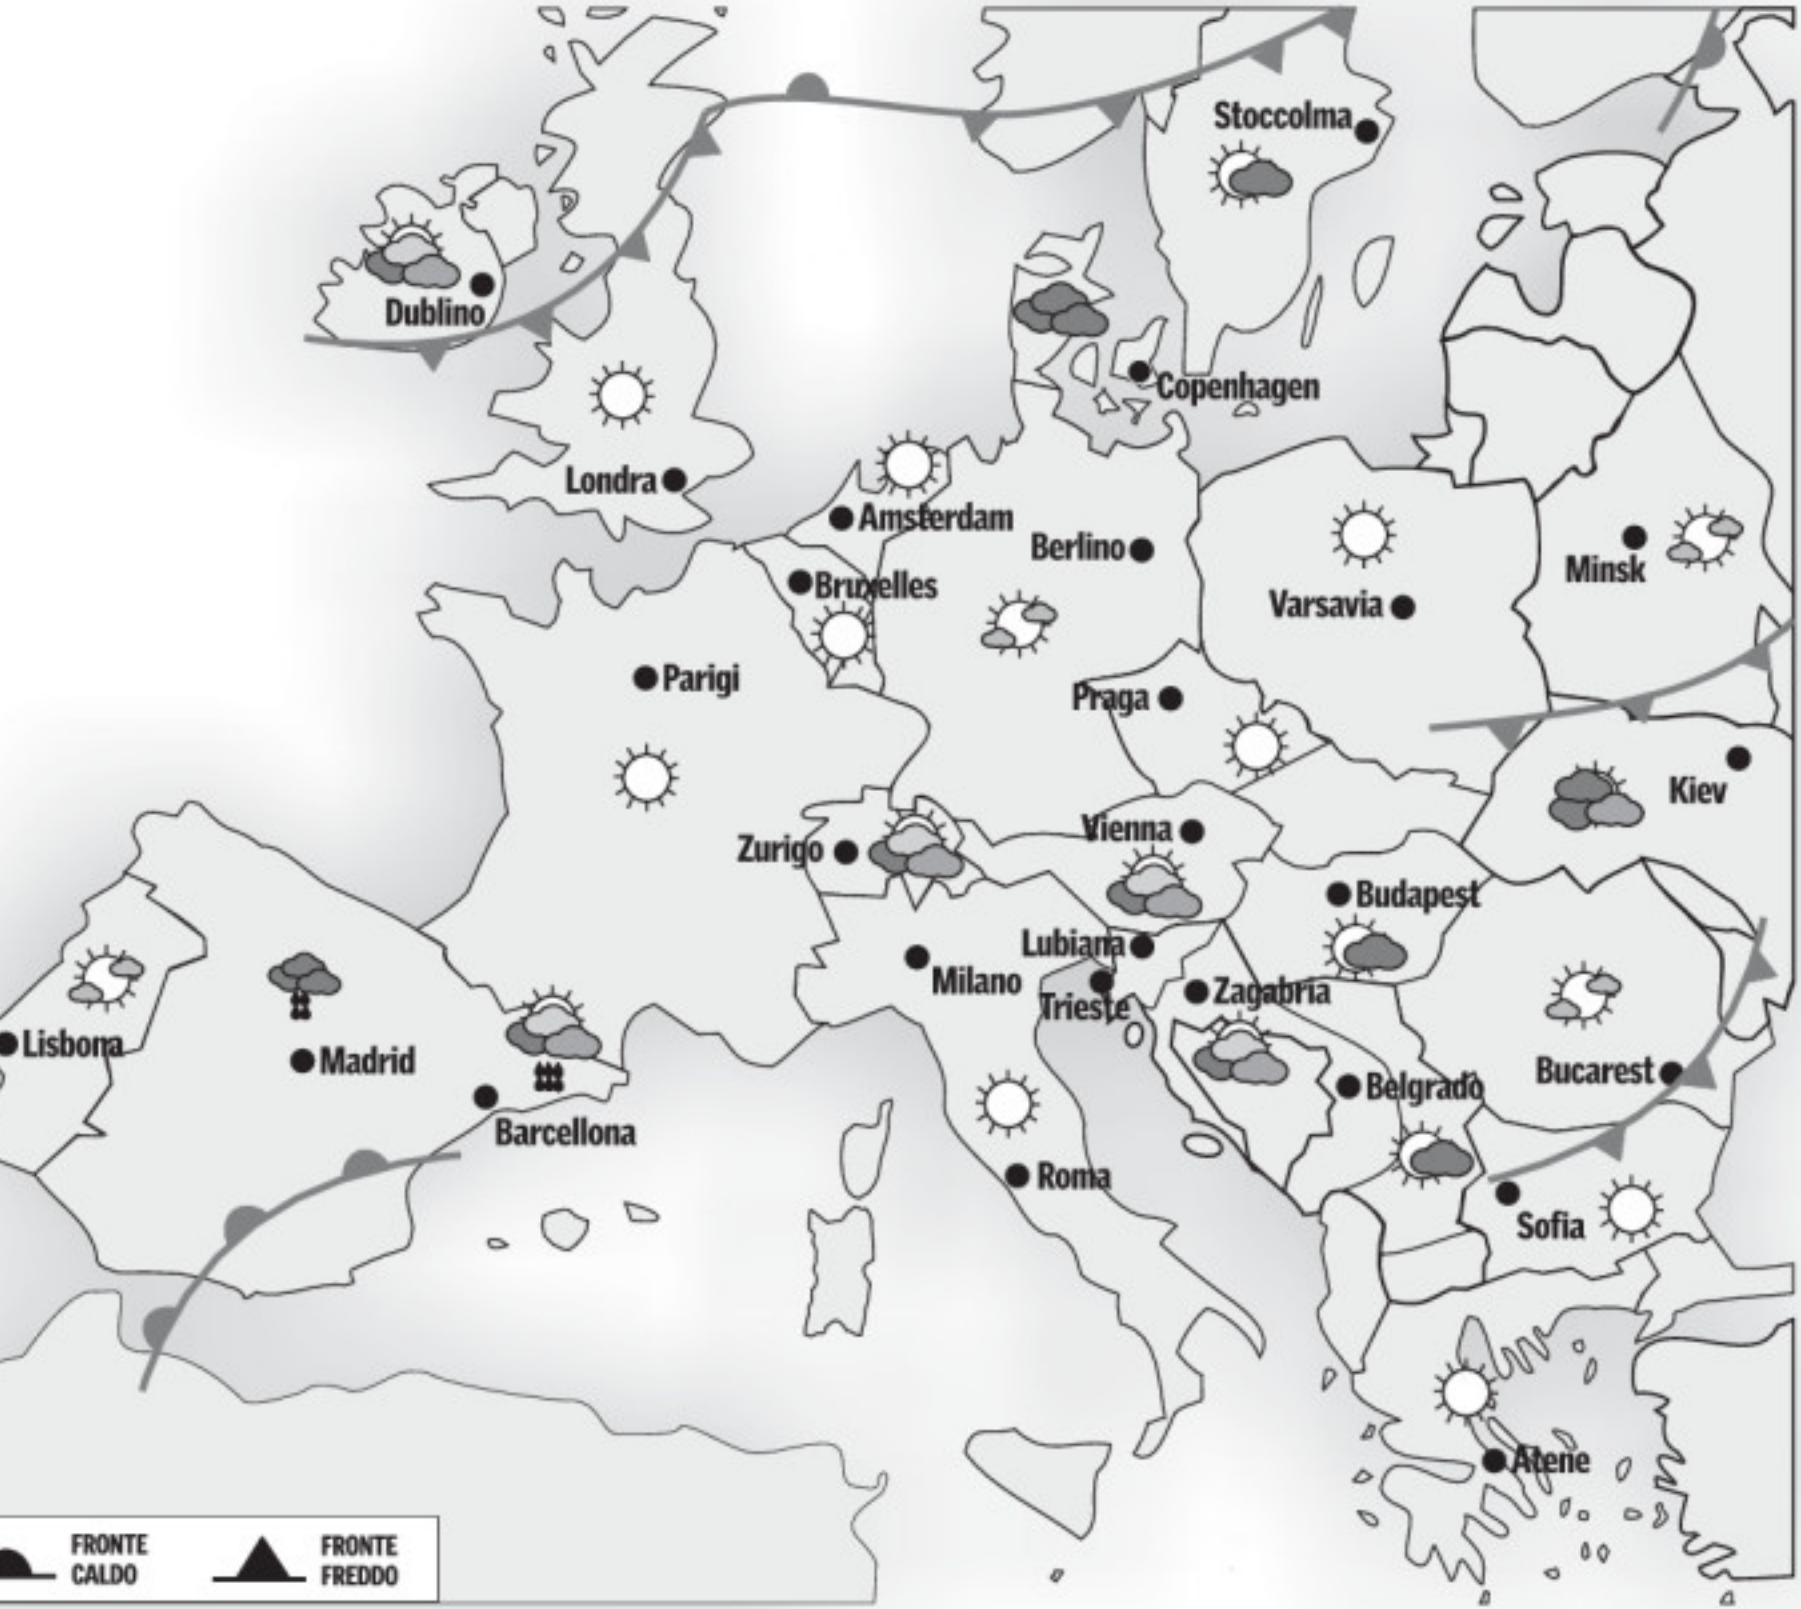 Stoccolma
Dublino
Copenhagen
Londra
Amsterdam
Berlino
Minsk
Bruxelles
Varsavia
Parigi
Praga
Kiev
Vienna
Zurigo
Budapest
Lubiana
Milano
Zagabria
Trieste
Lisbona
Madrid
Bucarest
Belgrado
Barcellona
Roma
Sofia
Atene
FRONTE
CALDO
FRONTE
FREDDO